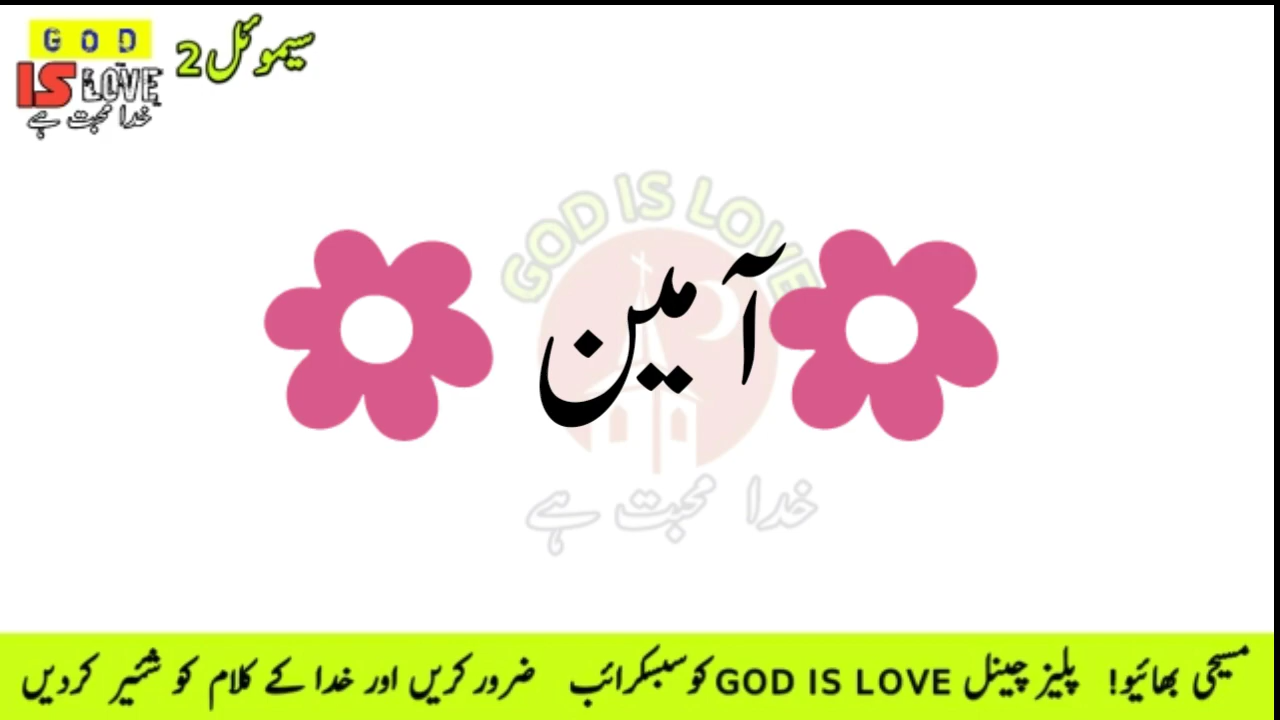 GOD
IS LOVE
خدا محبت ہے
سیموئل 2
GOD IS LOVE
آمین
خدا محبت ہے
مسیحی بھائیو! پلیز چینل GOD IS LOVE کو سبسکرائب ضرور کریں اور خدا کے کلام کو شئیر کردیں